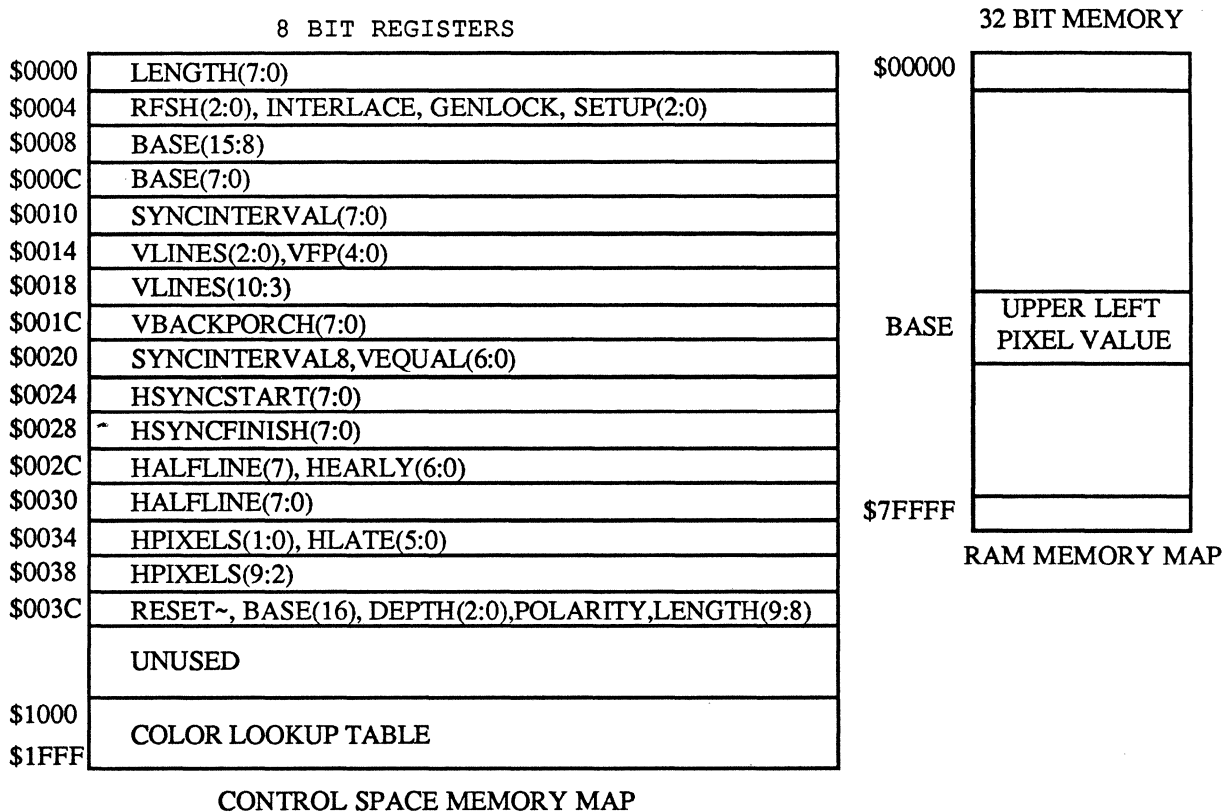 8 BIT REGISTERS
$0000 LENGTH(7:0)
$0004 RFSH(2:0), INTERLACE, GENLOCK, SETUP(2:0)
$0008 BASE(15:8)
$000C BASE(7:0)
$0010 SYNCINTERVAL(7:0)
$0014 VLINES(2:0),VFP(4:0)
$0018 VLINES(10:3)
$001C VBACKPORCH(7:0)
$0020 SYNCINTERVAL8,VEQUAL(6:0)
$0024 HSYNCSTART(7:0)
$0028 HSYNCFINISH(7:0)
$002C HALFLINE(7), HEARLY(6:0)
$0030 HALFLINE(7:0)
$0034 HPIXELS(1:0), HLATE(5:0)
$0038 HPIXELS(9:2)
$003C RESET~, BASE(16), DEPTH(2:0),POLARITY,LENGTH(9:8)
UNUSED
$1000
COLOR LOOKUP TABLE
$1FFF
CONTROL SPACE MEMORY MAP
32 BIT MEMORY
$00000
BASE
UPPER LEFT
PIXEL VALUE
$7FFFF
RAM MEMORY MAP